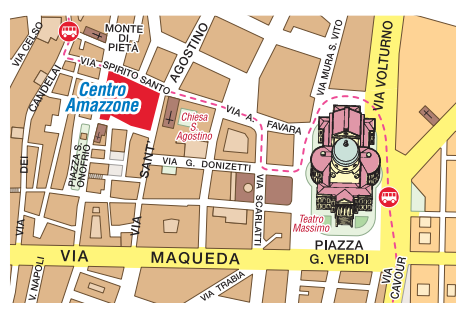 VIA CELSO
MONTE
DI
PIETÀ
AGOSTINO
VIA MURA S. VITO
VIA VOLTURNO
CANDELAI
VIA SPIRITO SANTO
Centro
Amazzone
Chiesa
S.
Agostino
VIA A. FAVARA
PIAZZA S.
ONOFRIO
SANT'
VIA G. DONIZETTI
DEI
VIA
VIA SCARLATTI
Teatro
Massimo
PIAZZA
G. VERDI
VIA MAQUEDA
V. NAPOLI
VIA TRABIA
VIA
CAVOUR